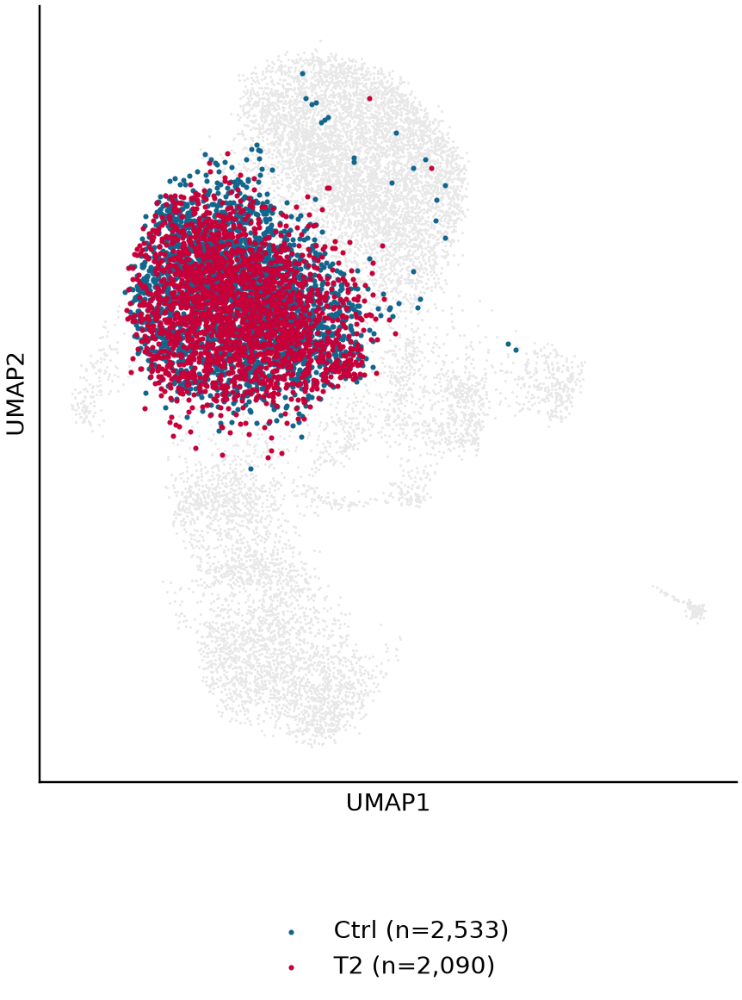 UMAP2
UMAP1
Ctrl (n=2,533)
T2 (n=2,090)